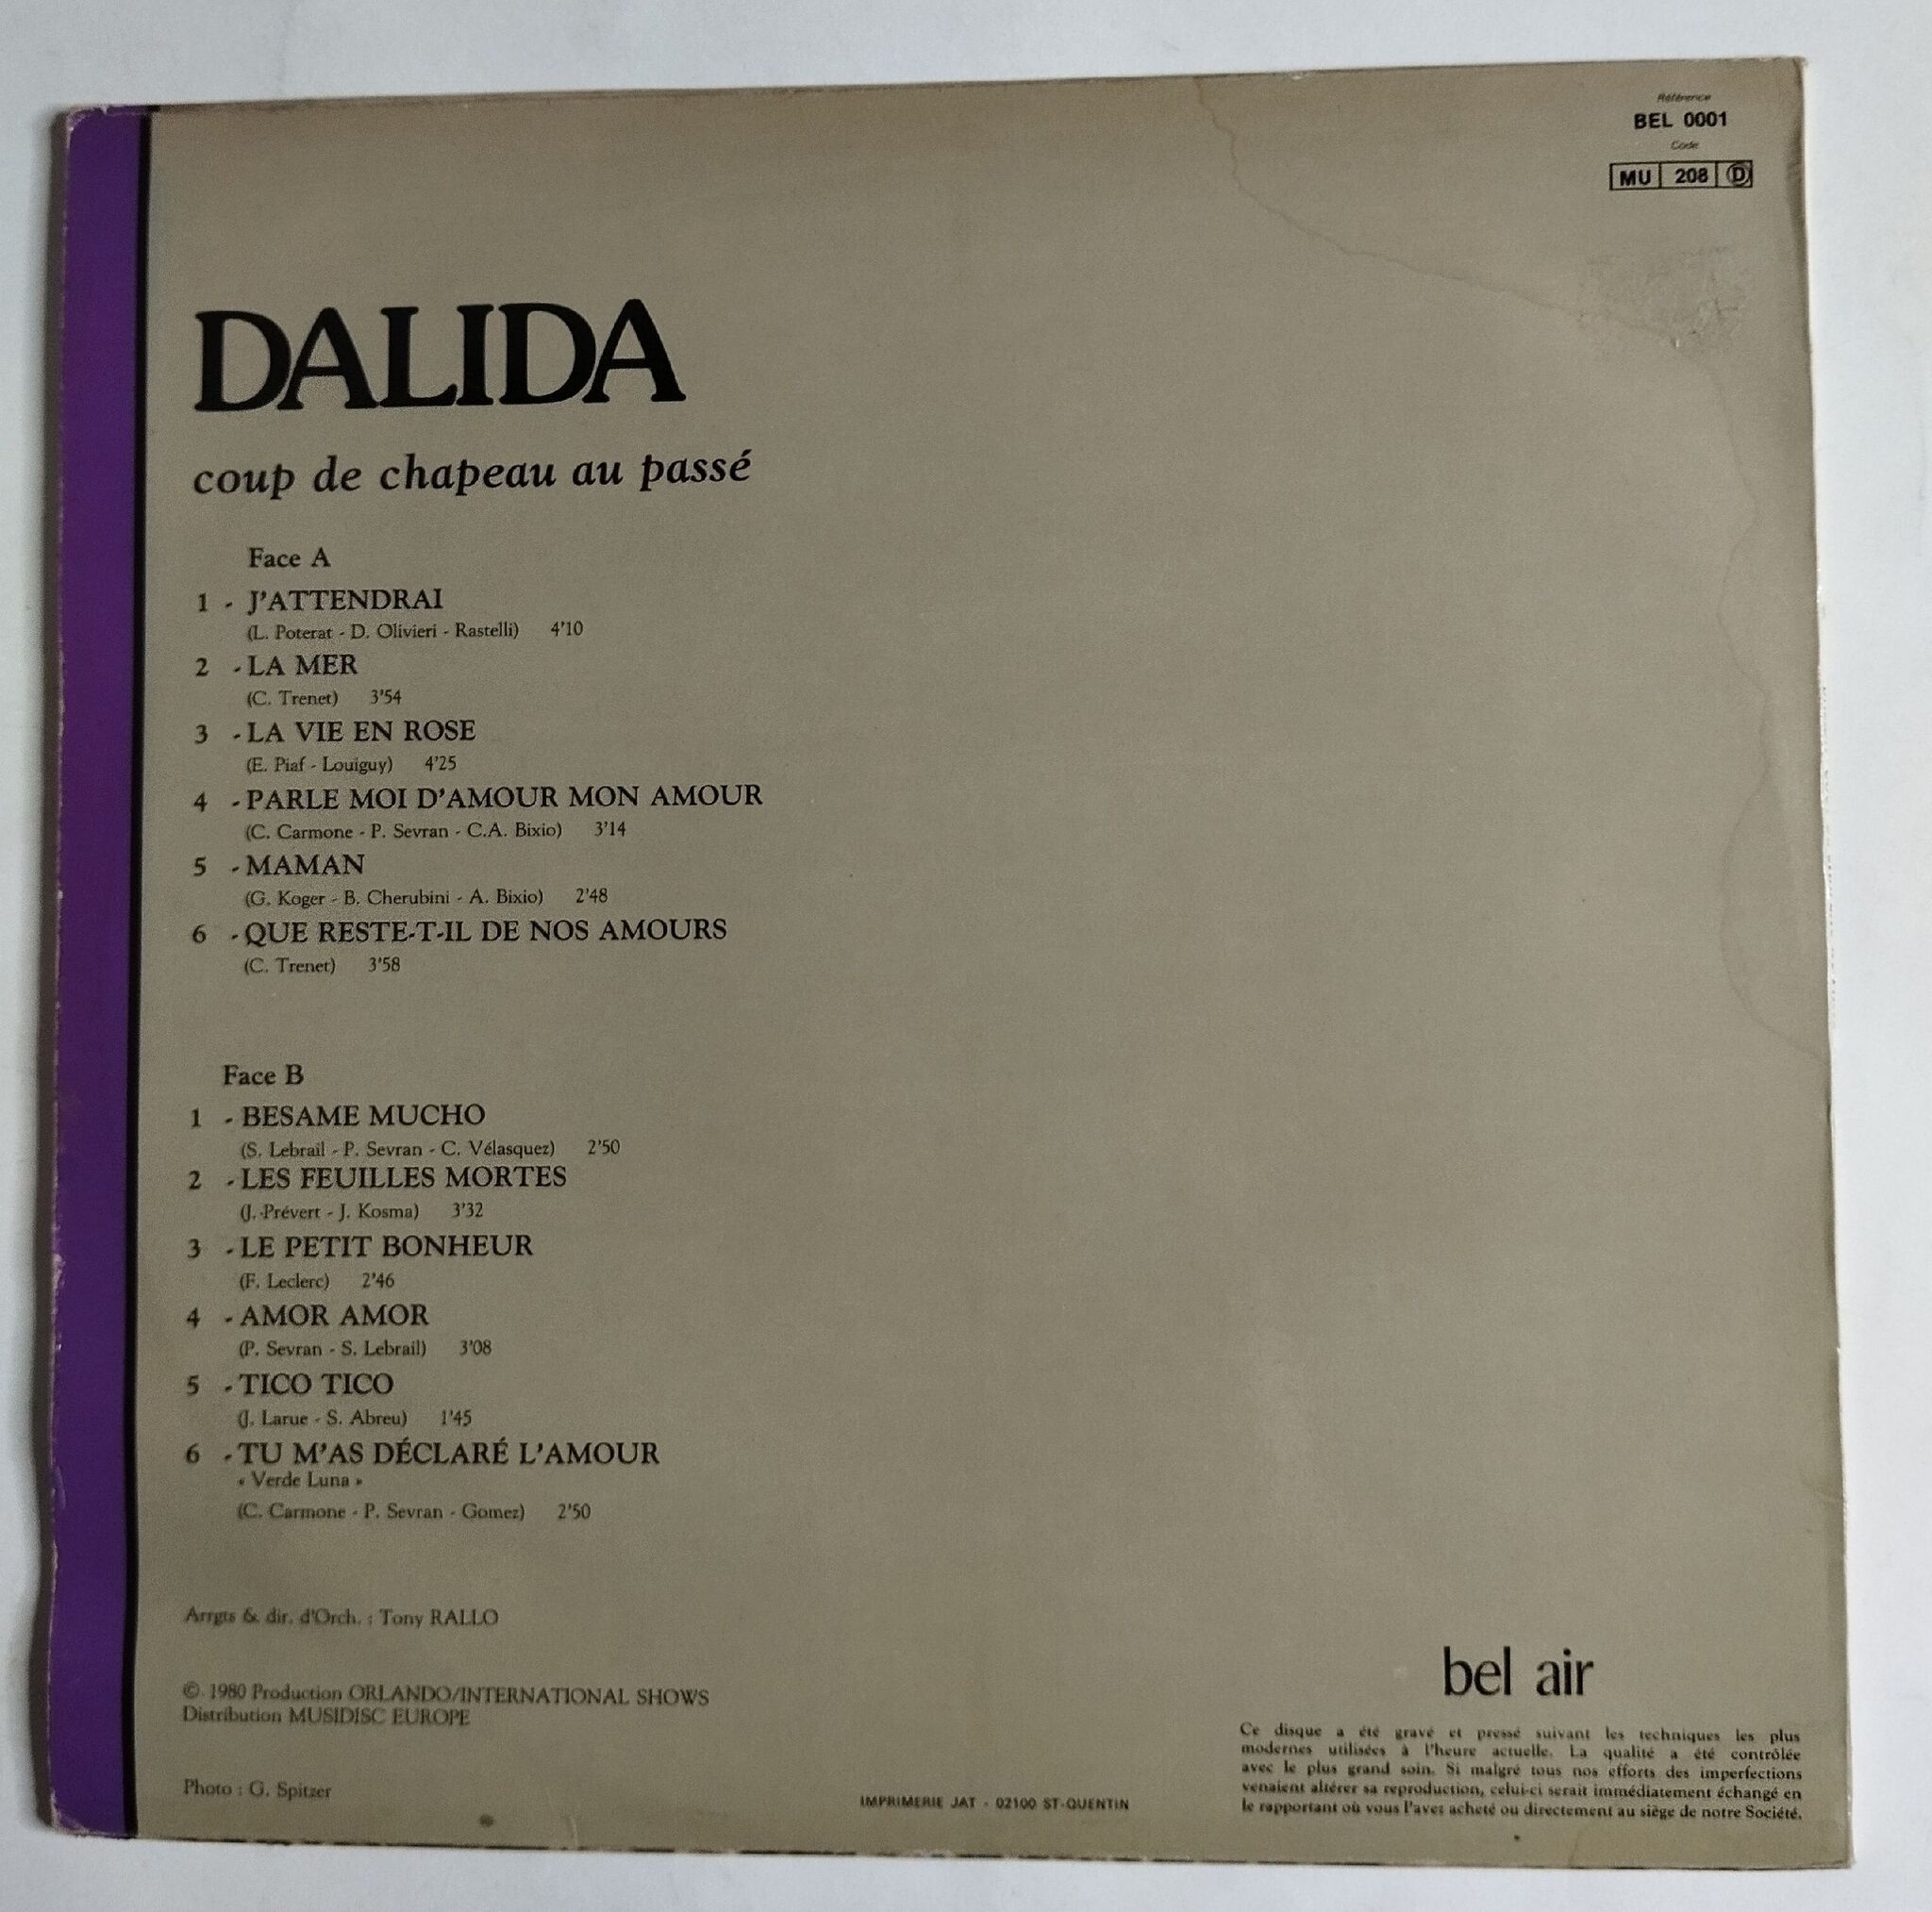 Référence
BEL 0001
Code
MU 208 D
DALIDA
coup de chapeau au passé
Face A
1 - J'ATTENDRAI
(L. Poterat - D. Olivieri - Rastelli) 4'10
2 - LA MER
(C. Trenet) 3'54
3 - LA VIE EN ROSE
(E. Piaf - Louiguy) 4'25
4 - PARLE MOI D'AMOUR MON AMOUR
(C. Carmone - P. Sevran - C.A. Bixio) 3'14
5 - MAMAN
(G. Koger - B. Cherubini - A. Bixio) 2'48
6 - QUE RESTE-T-IL DE NOS AMOURS
(C. Trenet) 3'58
Face B
1 - BESAME MUCHO
(S. Lebrail - P. Sevran - C. Vélasquez) 2'50
2 - LES FEUILLES MORTES
(J. Prévert - J. Kosma) 3'32
3 - LE PETIT BONHEUR
(F. Leclerc) 2'46
4 - AMOR AMOR
(P. Sevran - S. Lebrail) 3'08
5 - TICO TICO
(J. Larue - S. Abreu) 1'45
6 - TU M'AS DÉCLARÉ L'AMOUR
« Verde Luna »
(C. Carmone - P. Sevran - Gomez) 2'50
Arrgts & dir. d'Orch. : Tony RALLO
© 1980 Production ORLANDO/INTERNATIONAL SHOWS
Distribution MUSIDISC EUROPE
Photo : G. Spitzer
IMPRIMERIE JAT - 02100 ST-QUENTIN
bel air
Ce disque a été gravé et pressé suivant les techniques les plus
modernes utilisées à l'heure actuelle. La qualité a été contrôlée
avec le plus grand soin. Si malgré tous nos efforts des imperfections
venaient altérer sa reproduction, celui-ci serait immédiatement échangé en
le rapportant où vous l'avez acheté ou directement au siège de notre Société.